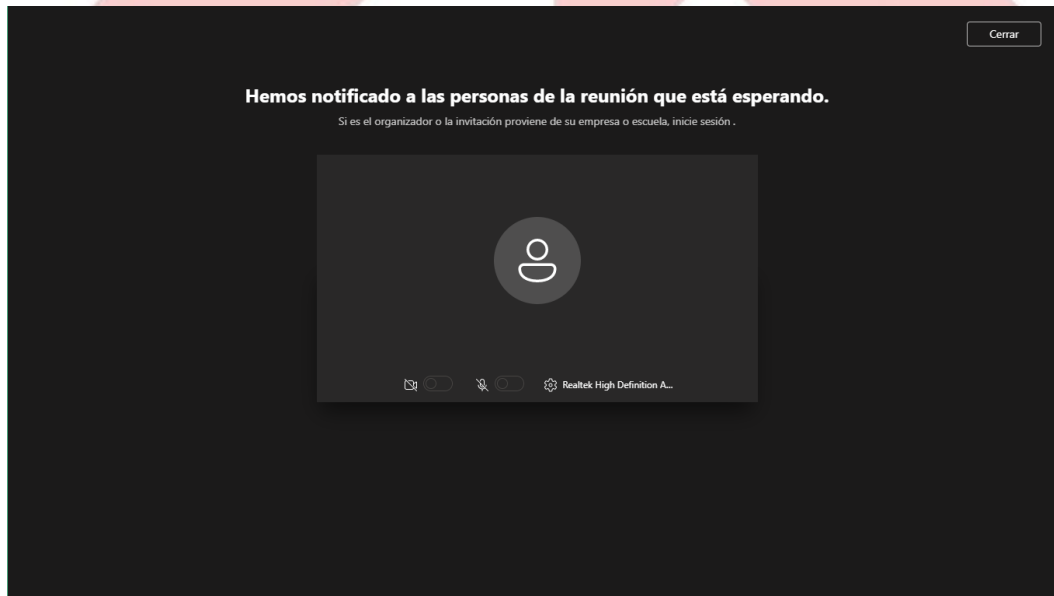 Cerrar
Hemos notificado a las personas de la reunión que está esperando.
Si es el organizador o la invitación proviene de su empresa o escuela, inicie sesión .
Realtek High Definition A...